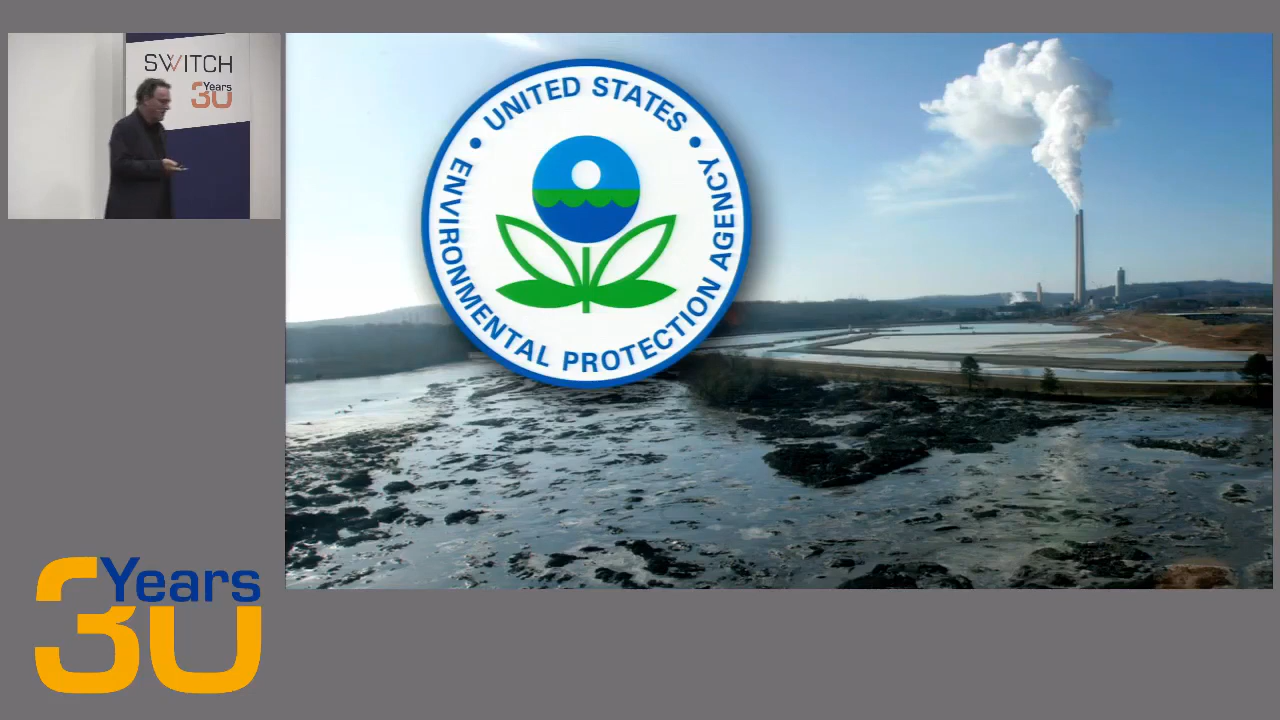 SWITCH
Years
30
UNITED STATES
ENVIRONMENTAL PROTECTION AGENCY
Years
30